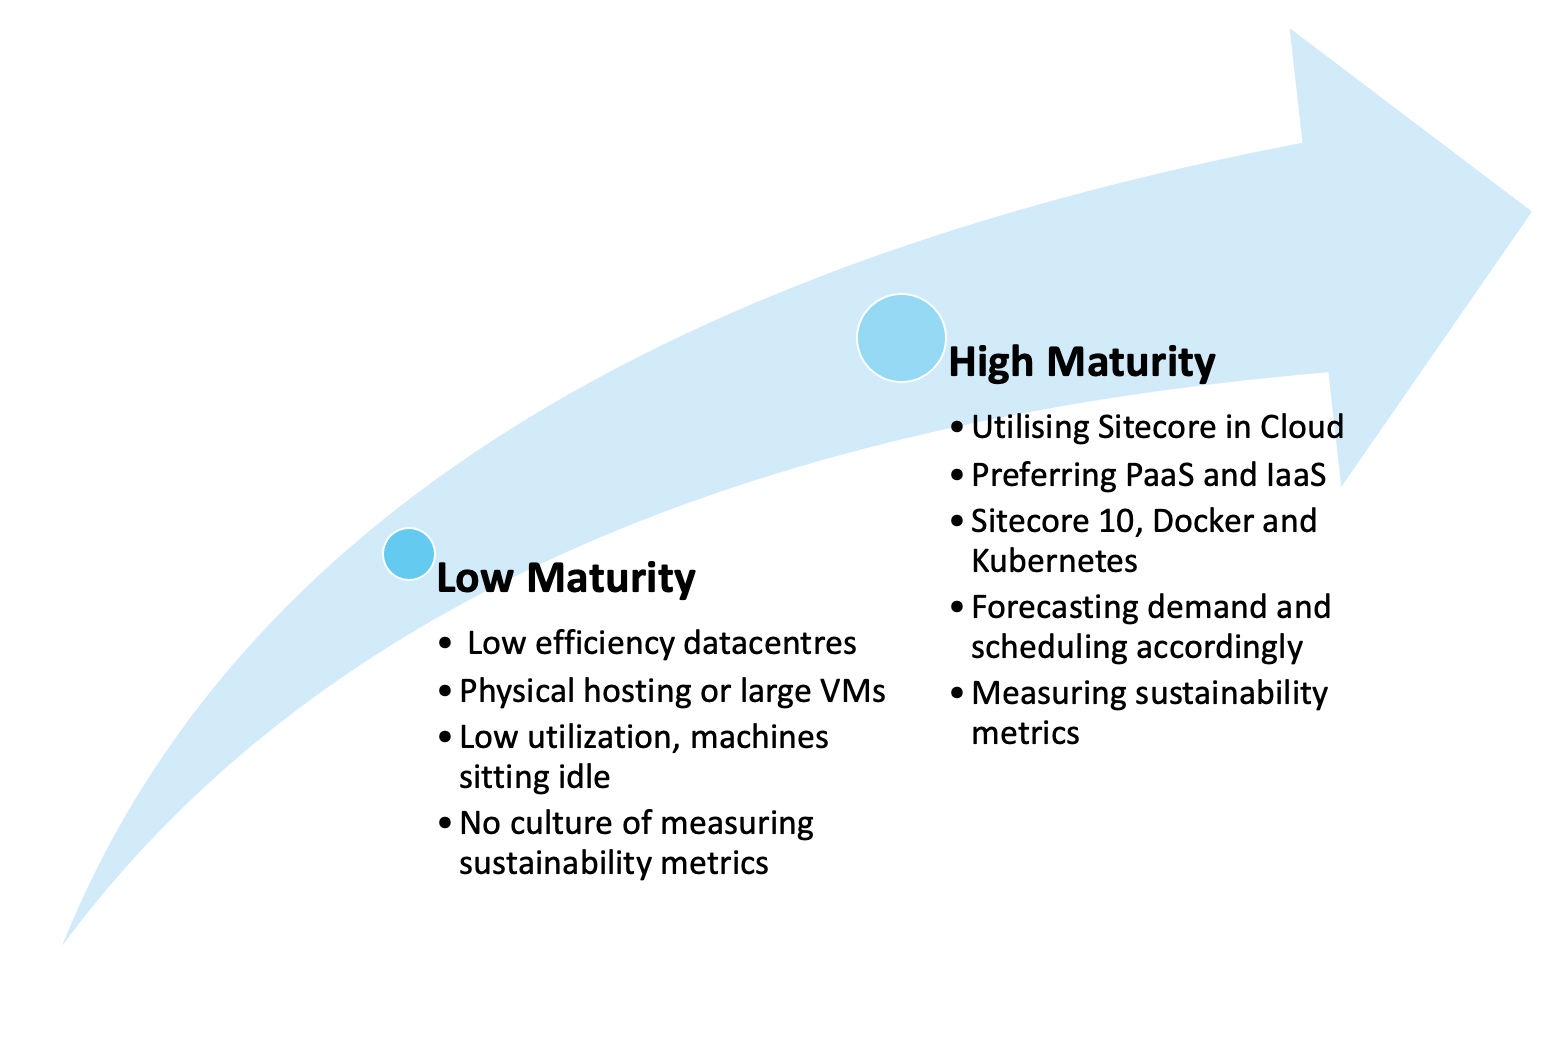 High Maturity
• Utilising Sitecore in Cloud
• Preferring PaaS and IaaS
• Sitecore 10, Docker and
Kubernetes
• Forecasting demand and
scheduling accordingly
• Measuring sustainability
metrics
Low Maturity
• Low efficiency datacentres
• Physical hosting or large VMs
• Low utilization, machines
sitting idle
• No culture of measuring
sustainability metrics